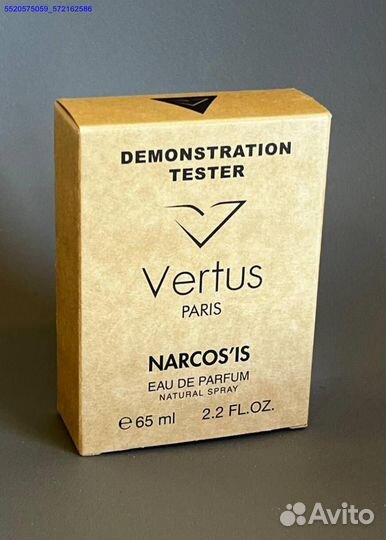 5520575059_572162586
DEMONSTRATION
TESTER
Vertus
PARIS
NARCOS'IS
EAU DE PARFUM
NATURAL SPRAY
℮ 65 ml 2.2 FL.OZ.
Avito